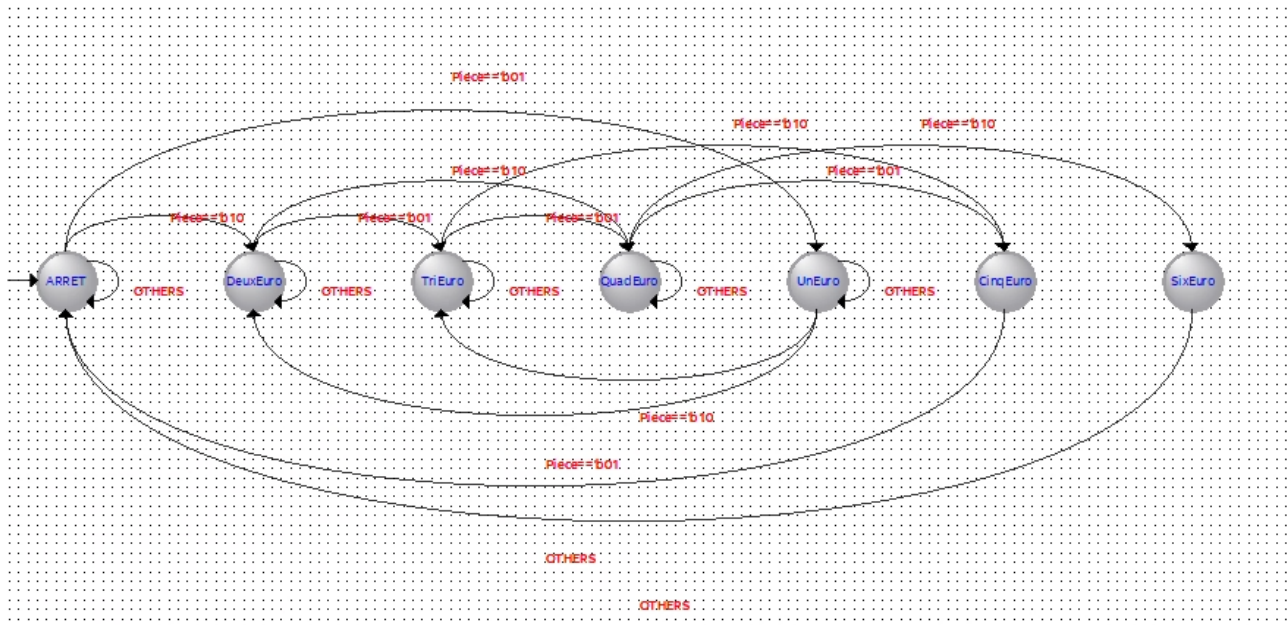 Piece=='b01
Piece=='b10
Piece=='b10
Piece=='b10
Piece=='b01
Piece=='b10
Piece=='b01
Piece=='b01
ARRET
DeuxEuro
TriEuro
QuadEuro
UnEuro
CinqEuro
SixEuro
OTHERS
OTHERS
OTHERS
OTHERS
OTHERS
Piece=='b10
Piece=='b01
OTHERS
OTHERS